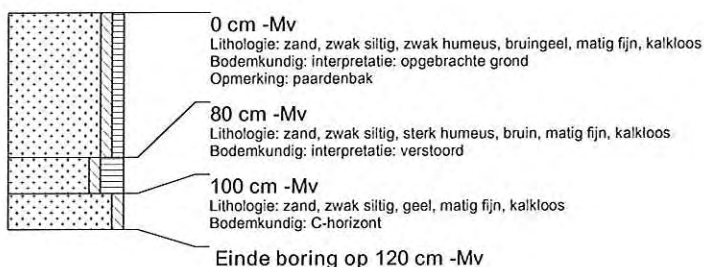 0 cm -Mv
Lithologie: zand, zwak siltig, zwak humeus, bruingeel, matig fijn, kalkloos
Bodemkundig: interpretatie: opgebrachte grond
Opmerking: paardenbak
80 cm -Mv
Lithologie: zand, zwak siltig, sterk humeus, bruin, matig fijn, kalkloos
Bodemkundig: interpretatie: verstoord
100 cm -Mv
Lithologie: zand, zwak siltig, geel, matig fijn, kalkloos
Bodemkundig: C-horizont
Einde boring op 120 cm -Mv